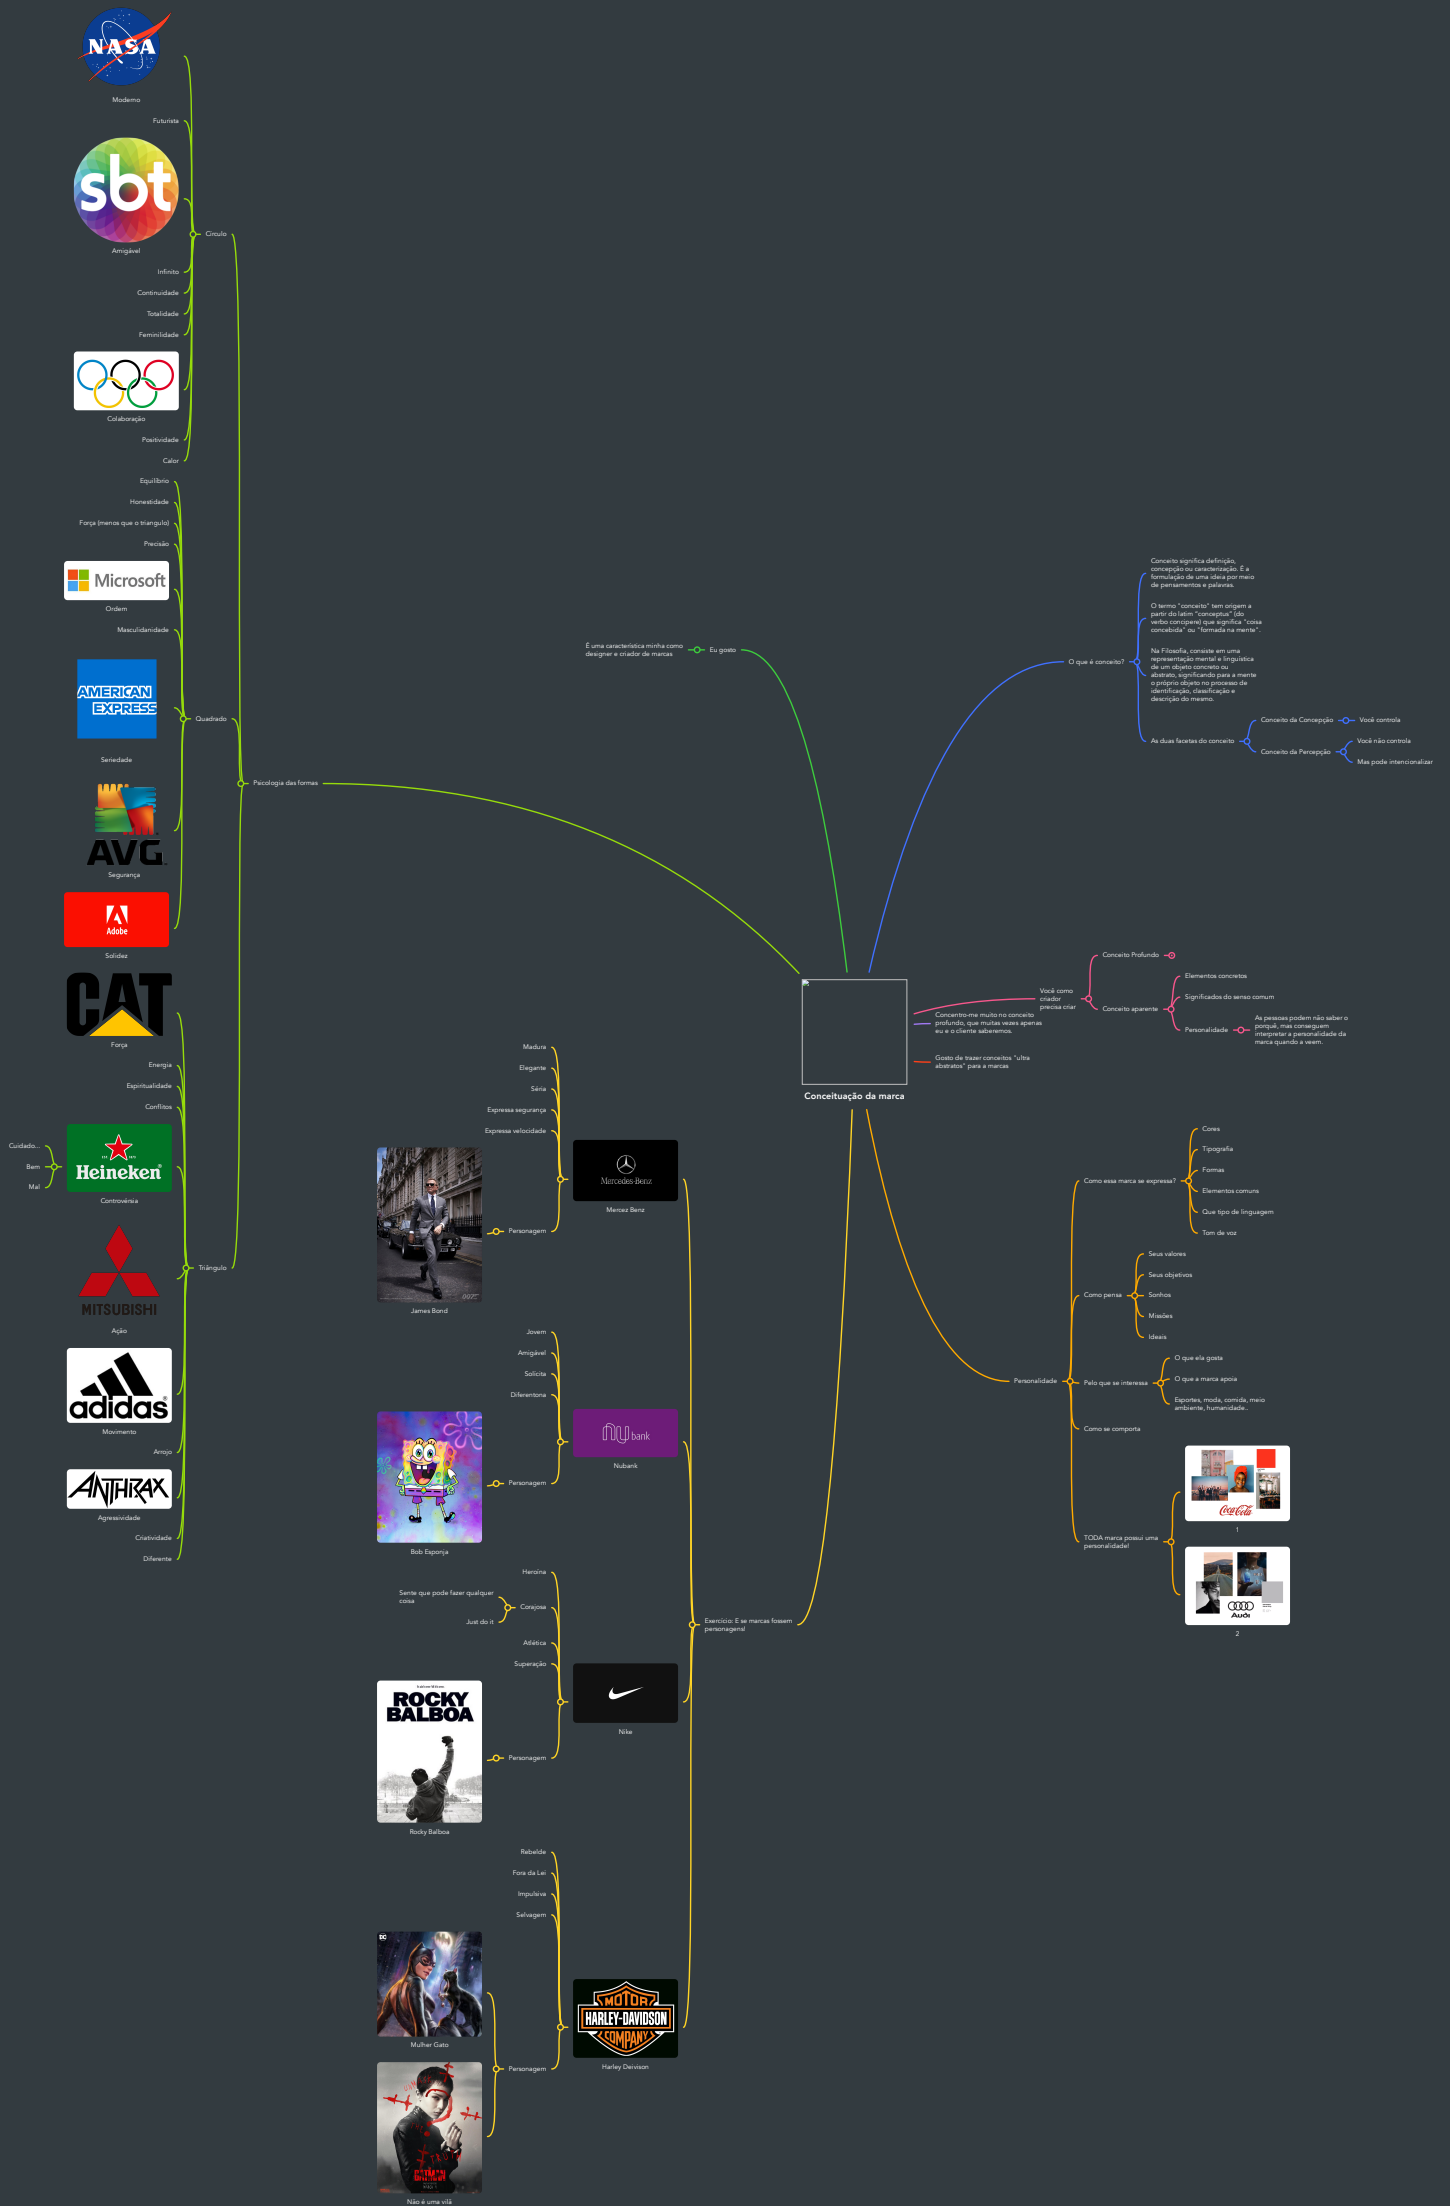 NASA
Moderno
Futurista
sbt
Amigável
Círculo
Infinito
Continuidade
Totalidade
Feminilidade
Colaboração
Positividade
Calor
Equilíbrio
Honestidade
Força (menos que o triangulo)
Precisão
Microsoft
Ordem
Masculidanidade
AMERICAN
EXPRESS
Quadrado
Seriedade
AVG
Segurança
Adobe
Solidez
Psicologia das formas
CAT
Força
Energia
Espiritualidade
Conflitos
Heineken
Controvérsia
Cuidado...
Bem
Mal
Triângulo
MITSUBISHI
Ação
adidas
Movimento
Arrojo
ANTHRAX
Agressividade
Criatividade
Diferente
É uma característica minha como
designer e criador de marcas
Eu gosto
O que é conceito?
Conceito significa definição,
concepção ou caracterização. É a
formulação de uma ideia por meio
de pensamentos e palavras.
O termo "conceito" tem origem a
partir do latim "conceptus" (do
verbo concipere) que significa "coisa
concebida" ou "formada na mente".
Na Filosofia, consiste em uma
representação mental e linguística
de um objeto concreto ou
abstrato, significando para a mente
o próprio objeto no processo de
identificação, classificação e
descrição do mesmo.
As duas facetas do conceito
Conceito da Concepção
Você controla
Conceito da Percepção
Você não controla
Mas pode intencionalizar
Conceituação da marca
Você como
criador
precisa criar
Conceito Profundo
Conceito aparente
Elementos concretos
Significados do senso comum
Personalidade
As pessoas podem não saber o
porquê, mas conseguem
interpretar a personalidade da
marca quando a veem.
Concentro-me muito no conceito
profundo, que muitas vezes apenas
eu e o cliente saberemos.
Gosto de trazer conceitos "ultra
abstratos" para a marcas
Personalidade
Como essa marca se expressa?
Cores
Tipografia
Formas
Elementos comuns
Que tipo de linguagem
Tom de voz
Como pensa
Seus valores
Seus objetivos
Sonhos
Missões
Ideais
Pelo que se interessa
O que ela gosta
O que a marca apoia
Esportes, moda, comida, meio
ambiente, humanidade..
Como se comporta
TODA marca possui uma
personalidade!
Coca-Cola
1
Audi
2
Exercício: E se marcas fossem
personagens!
Mercedes-Benz
Mercez Benz
Madura
Elegante
Séria
Expressa segurança
Expressa velocidade
Personagem
007
James Bond
nu bank
Nubank
Jovem
Amigável
Solicita
Diferentona
Personagem
Bob Esponja
Nike
Heroína
Corajosa
Sente que pode fazer qualquer
coisa
Just do it
Atlética
Superação
Personagem
ROCKY
BALBOA
Rocky Balboa
MOTOR
HARLEY-DAVIDSON
COMPANY
Harley Deivison
Rebelde
Fora da Lei
Impulsiva
Selvagem
Personagem
DC
Mulher Gato
BATMAN
Não é uma vilã